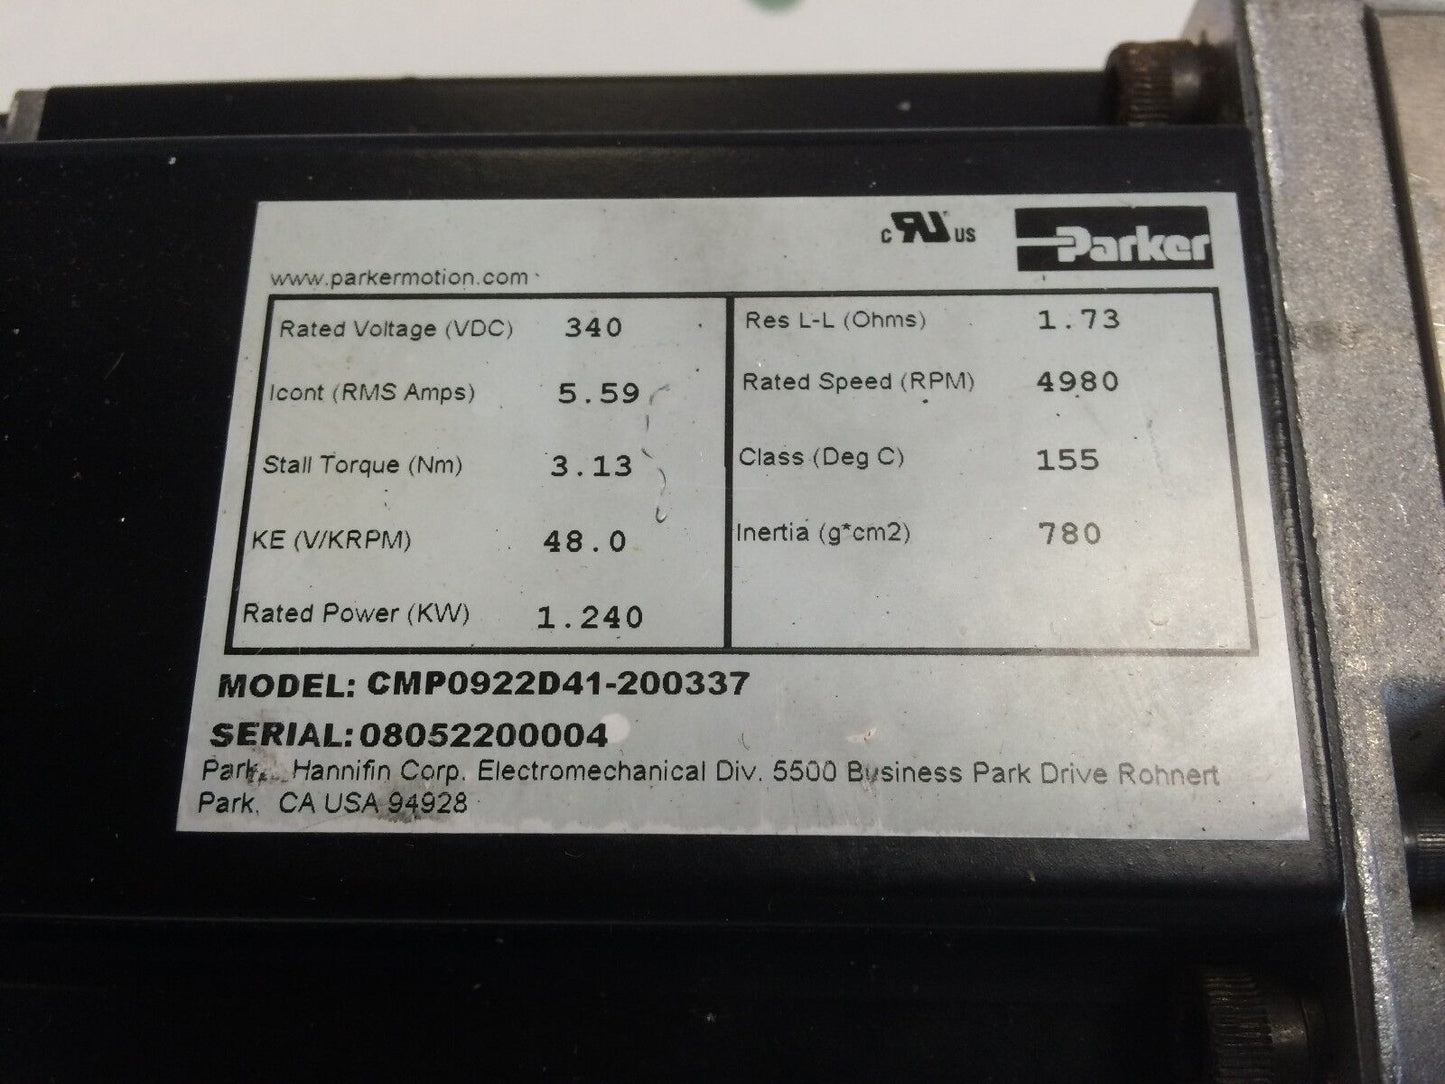 c RU US Parker
www.parkermotion.com
Rated Voltage (VDC) 340
Icont (RMS Amps) 5.59
Stall Torque (Nm) 3.13
KE (V/KRPM) 48.0
Rated Power (KW) 1.240
Res L-L (Ohms) 1.73
Rated Speed (RPM) 4980
Class (Deg C) 155
Inertia (g*cm2) 780
MODEL: CMP0922D41-200337
SERIAL: 08052200004
Hannifin Corp. Electromechanical Div. 5500 Business Park Drive Rohnert
Park, CA USA 94928